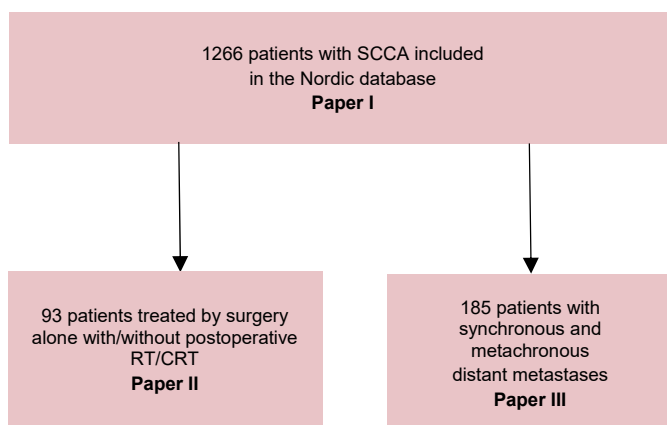 1266 patients with SCCA included
in the Nordic database
Paper I
93 patients treated by surgery
alone with/without postoperative
RT/CRT
Paper II
185 patients with
synchronous and
metachronous
distant metastases
Paper III